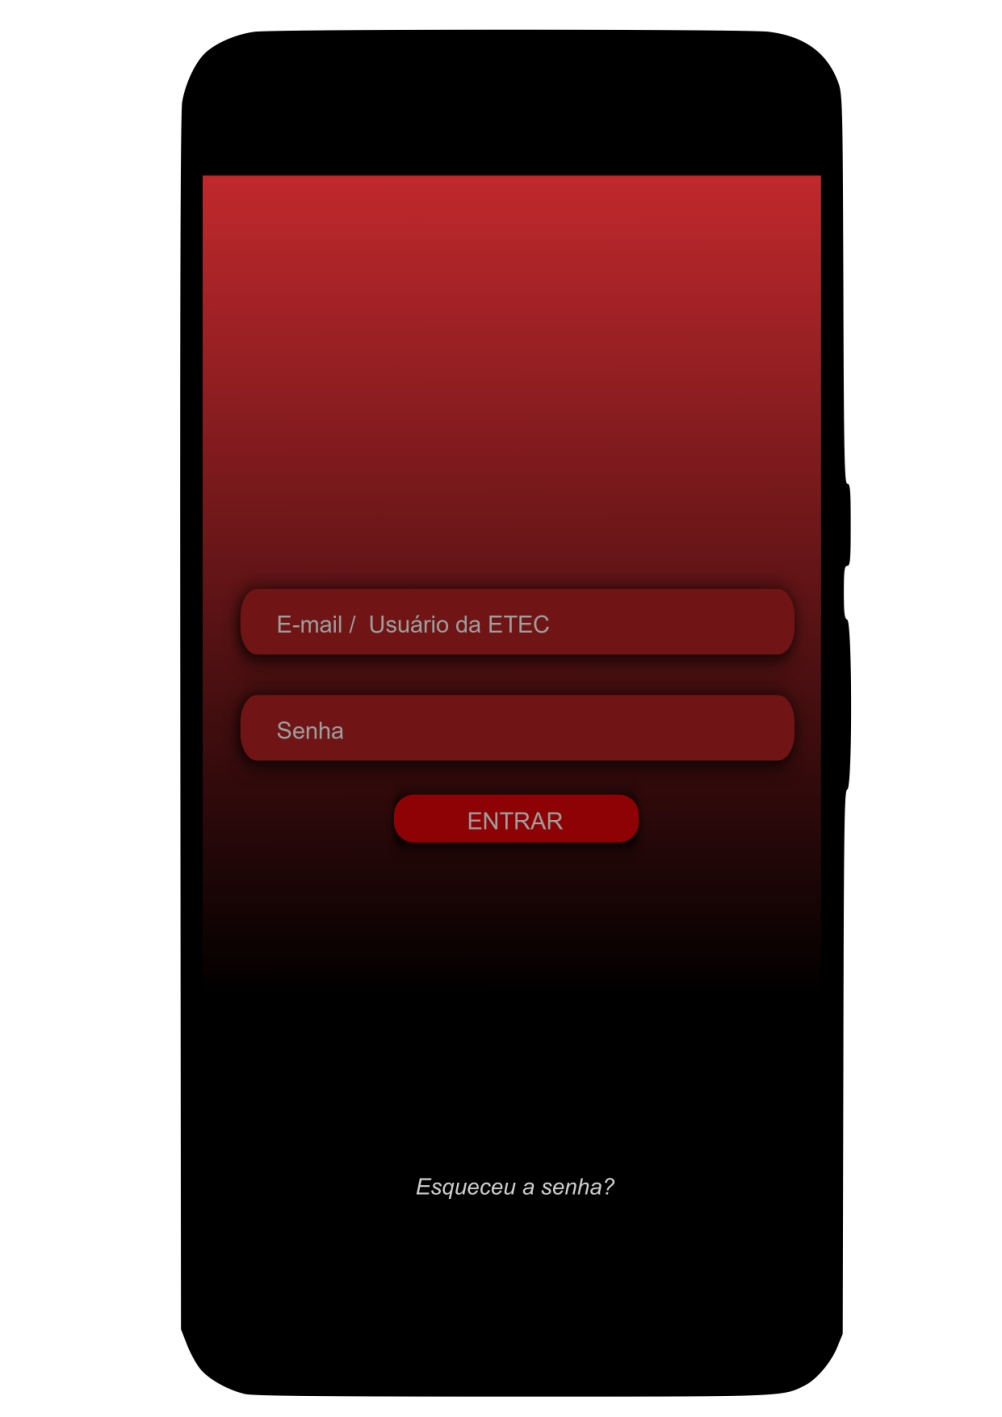 E-mail /  Usuário da ETEC
Senha
ENTRAR
Esqueceu a senha?